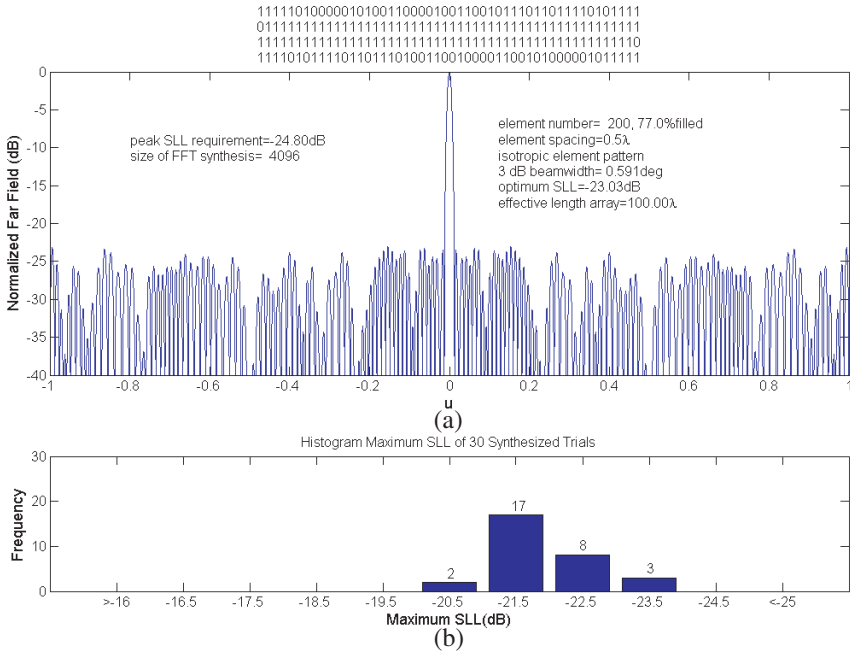 0
-5
-10
-15
-20
-25
-30
-35
-40
Normalized Far Field (dB)
peak SLL requirement=-24.80dB
size of FFT synthesis= 4096
element number= 200, 77.0%filled
element spacing=0.5λ
isotropic element pattern
3 dB beamwidth= 0.591deg
optimum SLL=-23.03dB
effective length array=100.00λ
-1 -0.8 -0.6 -0.4 -0.2 0 0.2 0.4 0.6 0.8 1
u
(a)
Histogram Maximum SLL of 30 Synthesized Trials
30
20
10
0
Frequency
2 17 8 3
>-16 -16.5 -17.5 -18.5 -19.5 -20.5 -21.5 -22.5 -23.5 -24.5 <-25
Maximum SLL(dB)
(b)